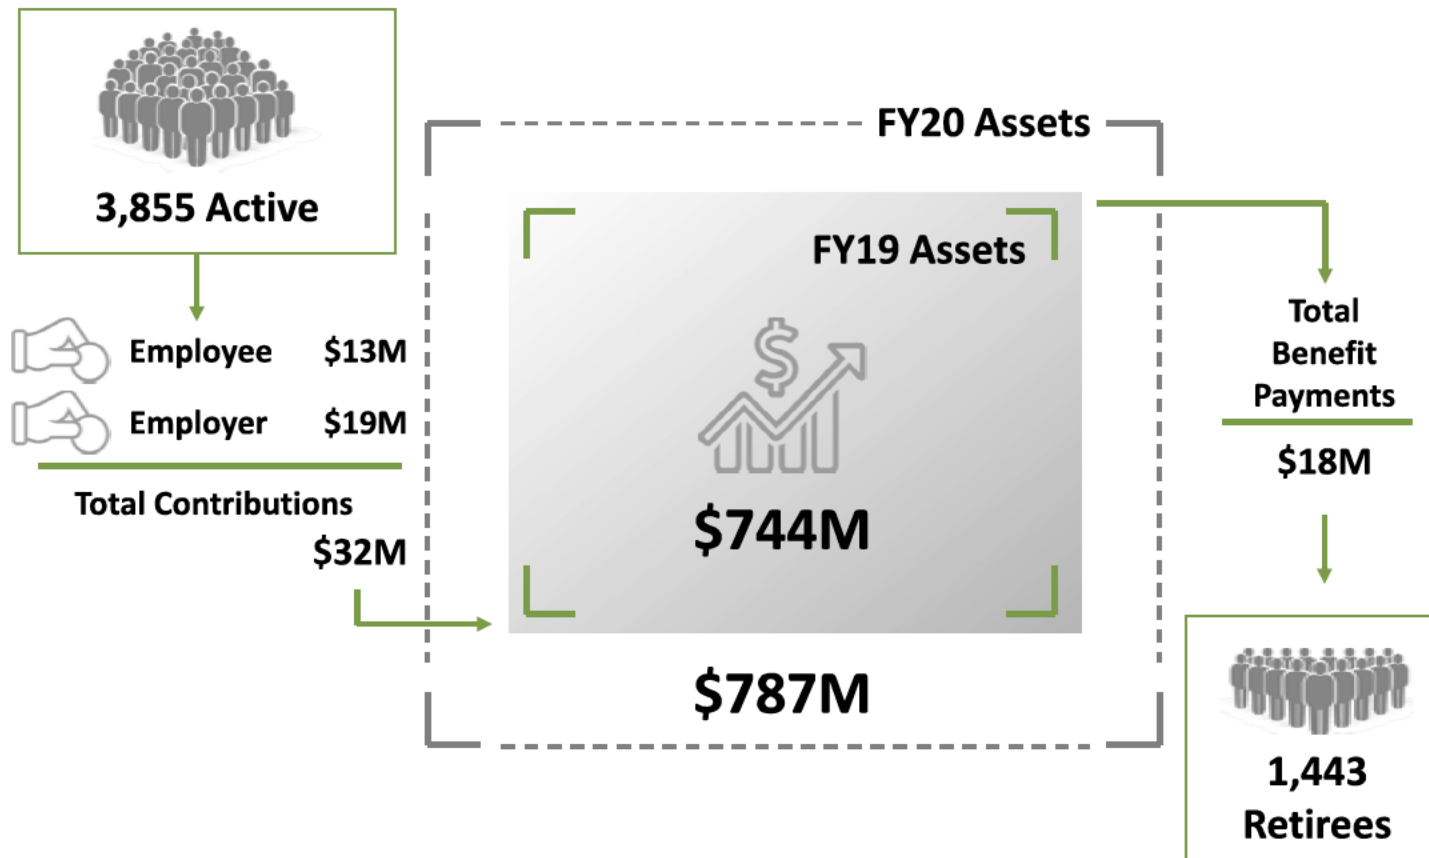 3,855 Active
Employee $13M
Employer $19M
Total Contributions
$32M
FY20 Assets
FY19 Assets
$
$744M
$787M
Total
Benefit
Payments
$18M
1,443
Retirees